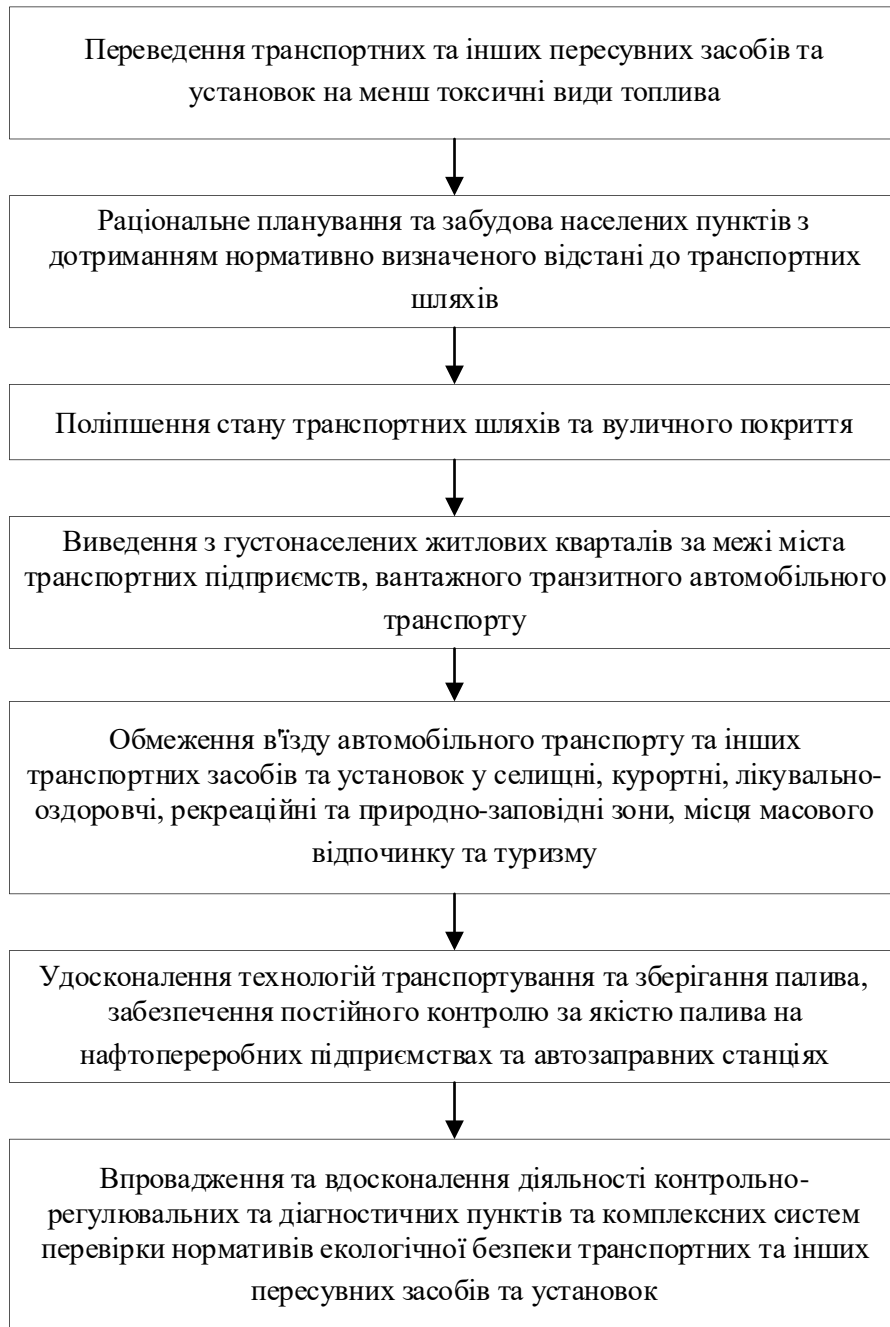 Переведення транспортних та інших пересувних засобів та
установок на менш токсичні види топлива
Раціональне планування та забудова населених пунктів з
дотриманням нормативно визначеного відстані до транспортних
шляхів
Поліпшення стану транспортних шляхів та вуличного покриття
Виведення з густонаселених житлових кварталів за межі міста
транспортних підприємств, вантажного транзитного автомобільного
транспорту
Обмеження в'їзду автомобільного транспорту та інших
транспортних засобів та установок у селищні, курортні, лікувально-
оздоровчі, рекреаційні та природно-заповідні зони, місця масового
відпочинку та туризму
Удосконалення технологій транспортування та зберігання палива,
забезпечення постійного контролю за якістю палива на
нафтопереробних підприємствах та автозаправних станціях
Впровадження та вдосконалення діяльності контрольно-
регулювальних та діагностичних пунктів та комплексних систем
перевірки нормативів екологічної безпеки транспортних та інших
пересувних засобів та установок